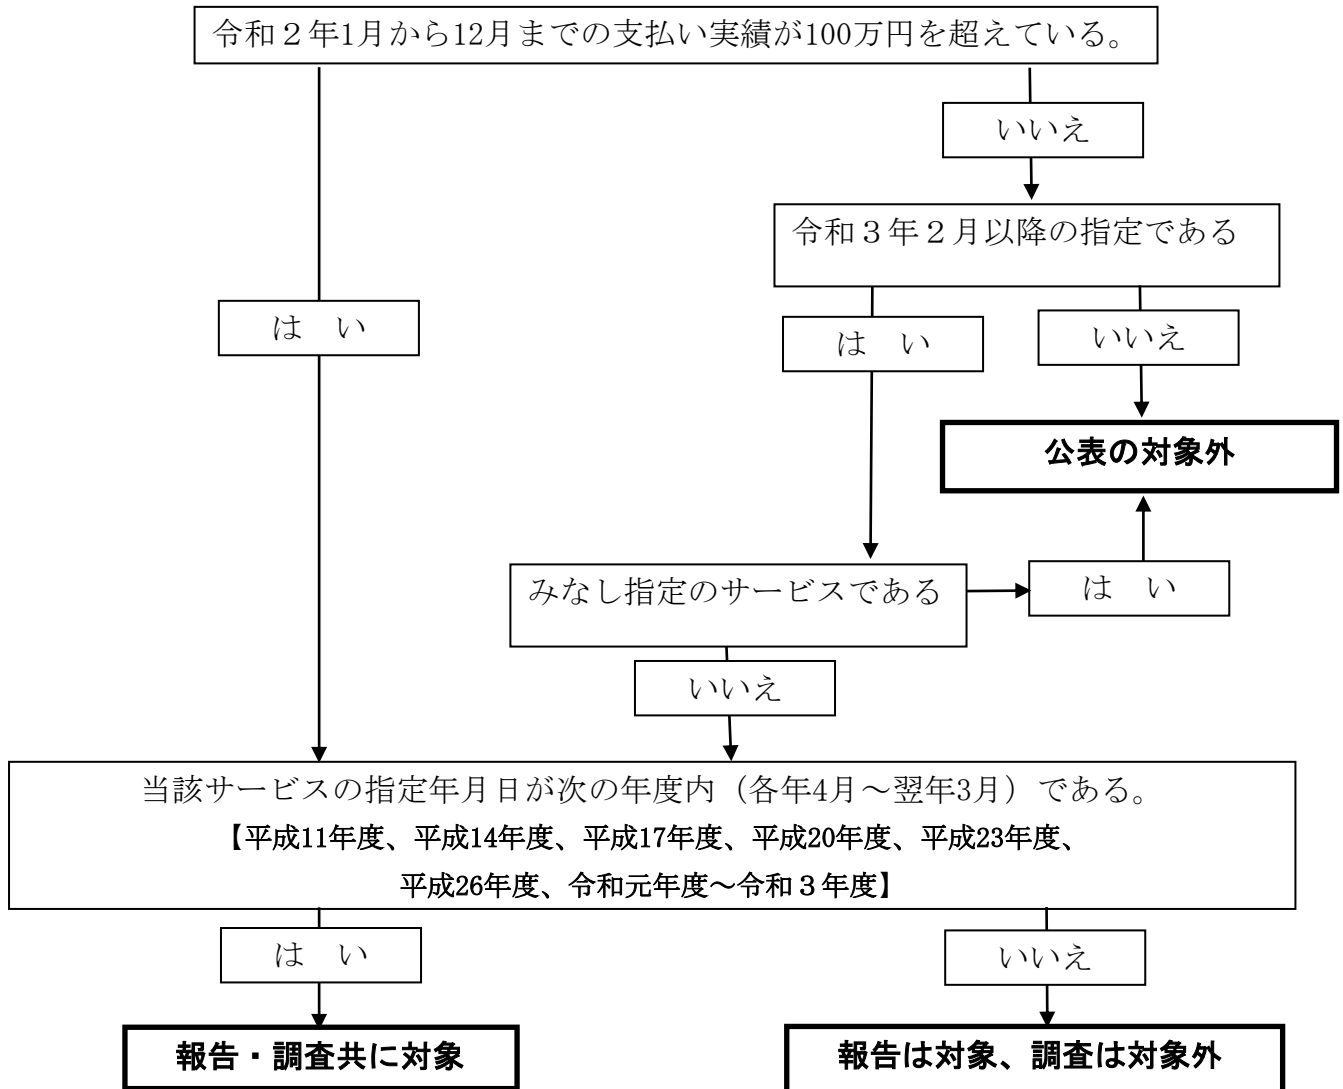 令和２年1月から12月までの支払い実績が100万円を超えている。
いいえ
令和３年２月以降の指定である
は　い
は　い
いいえ
公表の対象外
みなし指定のサービスである
は　い
いいえ
当該サービスの指定年月日が次の年度内（各年4月～翌年3月）である。
【平成11年度、平成14年度、平成17年度、平成20年度、平成23年度、
平成26年度、令和元年度～令和３年度】
は　い
いいえ
報告・調査共に対象
報告は対象、調査は対象外